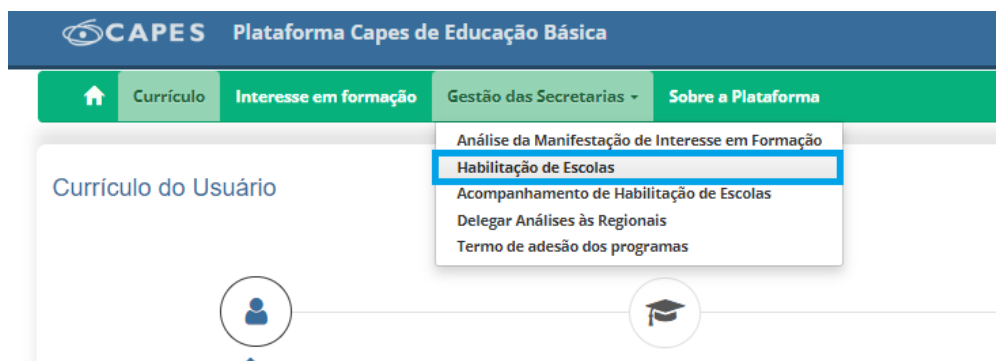 CAPES Plataforma Capes de Educação Básica
Currículo Interesse em formação Gestão das Secretarias Sobre a Plataforma
Análise da Manifestação de Interesse em Formação
Habilitação de Escolas
Currículo do Usuário
Acompanhamento de Habilitação de Escolas
Delegar Análises às Regionais
Termo de adesão dos programas